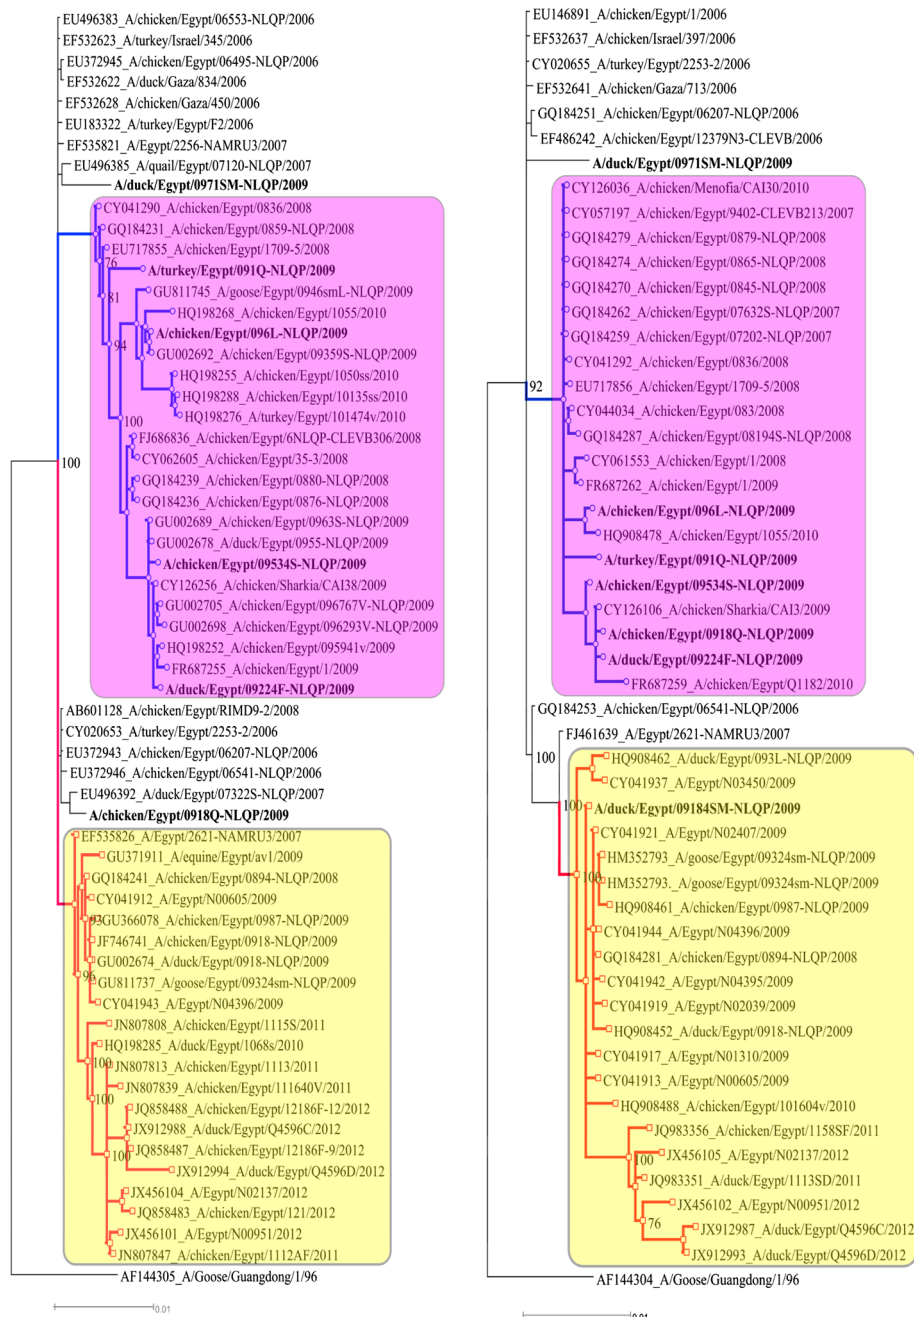 EU496383_A/chicken/Egypt/06553-NLQP/2006
EF532623_A/turkey/Israel/345/2006
EU372945_A/chicken/Egypt/06495-NLQP/2006
EF532622_A/duck/Gaza/834/2006
EF532628_A/chicken/Gaza/450/2006
EU183322_A/turkey/Egypt/F2/2006
EF535821_A/Egypt/2256-NAMRU3/2007
EU496385_A/quail/Egypt/07120-NLQP/2007
A/duck/Egypt/0971SM-NLQP/2009
CY041290_A/chicken/Egypt/0836/2008
GQ184231_A/chicken/Egypt/0859-NLQP/2008
EU717855_A/chicken/Egypt/1709-5/2008
76
A/turkey/Egypt/091Q-NLQP/2009
GU811745_A/goose/Egypt/0946smL-NLQP/2009
81
HQ198268_A/chicken/Egypt/1055/2010
A/chicken/Egypt/096L-NLQP/2009
94
GU002692_A/chicken/Egypt/09359S-NLQP/2009
HQ198255_A/chicken/Egypt/1050ss/2010
HQ198288_A/chicken/Egypt/10135ss/2010
HQ198276_A/turkey/Egypt/101474v/2010
100
FJ686836_A/chicken/Egypt/6NLQP-CLEVB306/2008
CY062605_A/chicken/Egypt/35-3/2008
100
GQ184239_A/chicken/Egypt/0880-NLQP/2008
GQ184236_A/chicken/Egypt/0876-NLQP/2008
GU002689_A/chicken/Egypt/0963S-NLQP/2009
GU002678_A/duck/Egypt/0955-NLQP/2009
A/chicken/Egypt/09534S-NLQP/2009
CY126256_A/chicken/Sharkia/CAI38/2009
GU002705_A/chicken/Egypt/096767V-NLQP/2009
GU002698_A/chicken/Egypt/096293V-NLQP/2009
HQ198252_A/chicken/Egypt/095941v/2009
FR687255_A/chicken/Egypt/1/2009
A/duck/Egypt/09224F-NLQP/2009
AB601128_A/chicken/Egypt/RIMD9-2/2008
CY020653_A/turkey/Egypt/2253-2/2006
EU372943_A/chicken/Egypt/06207-NLQP/2006
EU372946_A/chicken/Egypt/06541-NLQP/2006
EU496392_A/duck/Egypt/07322S-NLQP/2007
A/chicken/Egypt/0918Q-NLQP/2009
EF535826_A/Egypt/2621-NAMRU3/2007
GU371911_A/equine/Egypt/av1/2009
GQ184241_A/chicken/Egypt/0894-NLQP/2008
CY041912_A/Egypt/N00605/2009
GU366078_A/chicken/Egypt/0987-NLQP/2009
JF746741_A/chicken/Egypt/0918-NLQP/2009
GU002674_A/duck/Egypt/0918-NLQP/2009
96
GU811737_A/goose/Egypt/09324sm-NLQP/2009
CY041943_A/Egypt/N04396/2009
JN807808_A/chicken/Egypt/1115S/2011
HQ198285_A/duck/Egypt/1068s/2010
100
JN807813_A/chicken/Egypt/1113/2011
JN807839_A/chicken/Egypt/111640V/2011
100
JQ858488_A/chicken/Egypt/12186F-12/2012
JX912988_A/duck/Egypt/Q4596C/2012
JQ858487_A/chicken/Egypt/12186F-9/2012
100
JX912994_A/duck/Egypt/Q4596D/2012
JX456104_A/Egypt/N02137/2012
JQ858483_A/chicken/Egypt/121/2012
JX456101_A/Egypt/N00951/2012
JN807847_A/chicken/Egypt/1112AF/2011
AF144305_A/Goose/Guangdong/1/96
0.01
EU146891_A/chicken/Egypt/1/2006
EF532637_A/chicken/Israel/397/2006
CY020655_A/turkey/Egypt/2253-2/2006
EF532641_A/chicken/Gaza/713/2006
GQ184251_A/chicken/Egypt/06207-NLQP/2006
EF486242_A/chicken/Egypt/12379N3-CLEVB/2006
A/duck/Egypt/0971SM-NLQP/2009
CY126036_A/chicken/Menofia/CAI30/2010
CY057197_A/chicken/Egypt/9402-CLEVB213/2007
GQ184279_A/chicken/Egypt/0879-NLQP/2008
GQ184274_A/chicken/Egypt/0865-NLQP/2008
GQ184270_A/chicken/Egypt/0845-NLQP/2008
GQ184262_A/chicken/Egypt/07632S-NLQP/2007
GQ184259_A/chicken/Egypt/07202-NLQP/2007
CY041292_A/chicken/Egypt/0836/2008
92
EU717856_A/chicken/Egypt/1709-5/2008
CY044034_A/chicken/Egypt/083/2008
GQ184287_A/chicken/Egypt/08194S-NLQP/2008
CY061553_A/chicken/Egypt/1/2008
FR687262_A/chicken/Egypt/1/2009
A/chicken/Egypt/096L-NLQP/2009
HQ908478_A/chicken/Egypt/1055/2010
A/turkey/Egypt/091Q-NLQP/2009
A/chicken/Egypt/09534S-NLQP/2009
CY126106_A/chicken/Sharkia/CAI3/2009
A/chicken/Egypt/0918Q-NLQP/2009
A/duck/Egypt/09224F-NLQP/2009
FR687259_A/chicken/Egypt/Q1182/2010
GQ184253_A/chicken/Egypt/06541-NLQP/2006
FJ461639_A/Egypt/2621-NAMRU3/2007
100
HQ908462_A/duck/Egypt/093L-NLQP/2009
CY041937_A/Egypt/N03450/2009
100
A/duck/Egypt/09184SM-NLQP/2009
CY041921_A/Egypt/N02407/2009
HM352793_A/goose/Egypt/09324sm-NLQP/2009
100
HM352793._A/goose/Egypt/09324sm-NLQP/2009
HQ908461_A/chicken/Egypt/0987-NLQP/2009
CY041944_A/Egypt/N04396/2009
GQ184281_A/chicken/Egypt/0894-NLQP/2008
CY041942_A/Egypt/N04395/2009
CY041919_A/Egypt/N02039/2009
HQ908452_A/duck/Egypt/0918-NLQP/2009
CY041917_A/Egypt/N01310/2009
CY041913_A/Egypt/N00605/2009
HQ908488_A/chicken/Egypt/101604v/2010
JQ983356_A/chicken/Egypt/1158SF/2011
JX456105_A/Egypt/N02137/2012
100
JQ983351_A/duck/Egypt/1113SD/2011
JX456102_A/Egypt/N00951/2012
76
JX912987_A/duck/Egypt/Q4596C/2012
JX912993_A/duck/Egypt/Q4596D/2012
AF144304_A/Goose/Guangdong/1/96
0.01